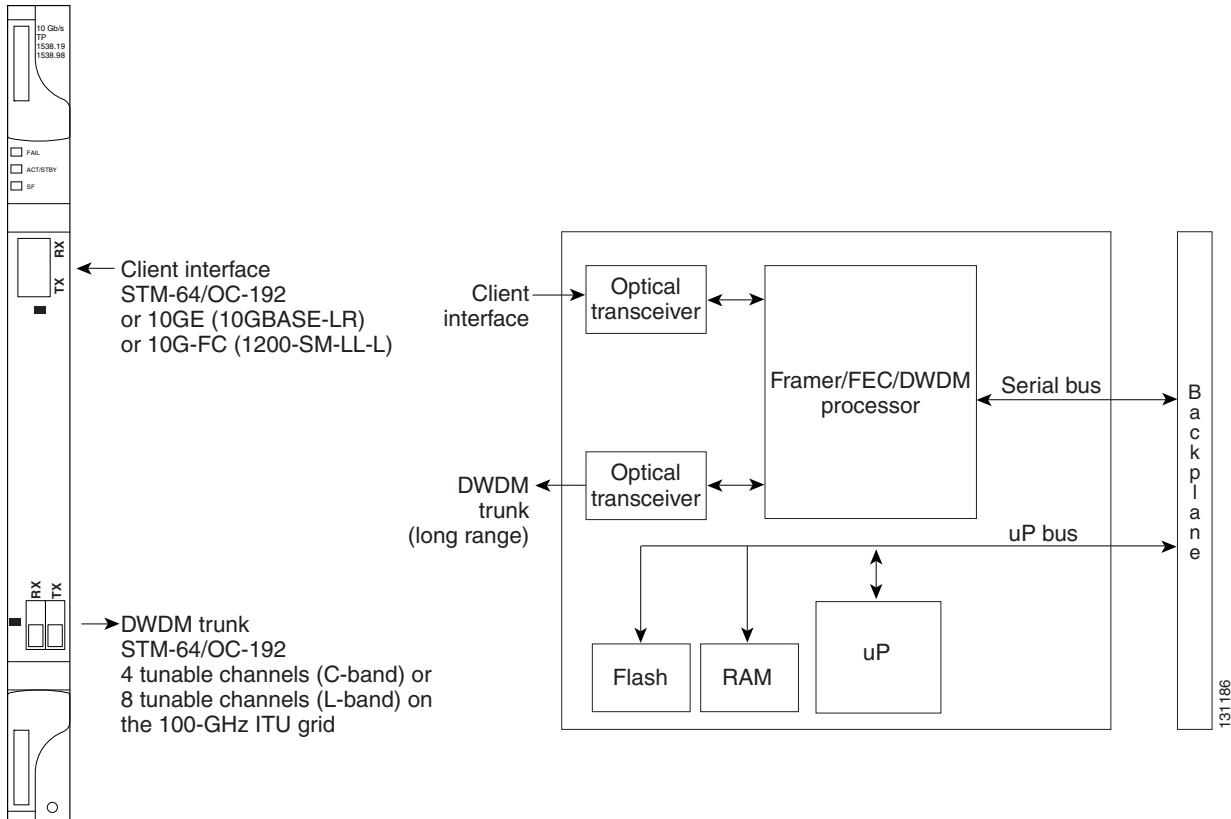 10 Gb/s
TP
1538.19
1538.98
FAIL
ACT/STBY
SF
RX
TX
Client interface
STM-64/OC-192
or 10GE (10GBASE-LR)
or 10G-FC (1200-SM-LL-L)
RX
TX
DWDM trunk
STM-64/OC-192
4 tunable channels (C-band) or
8 tunable channels (L-band) on
the 100-GHz ITU grid
Client
interface
Optical
transceiver
Framer/FEC/DWDM
processor
Serial bus
DWDM
trunk
(long range)
Optical
transceiver
uP bus
Flash
RAM
uP
Backplane
131186